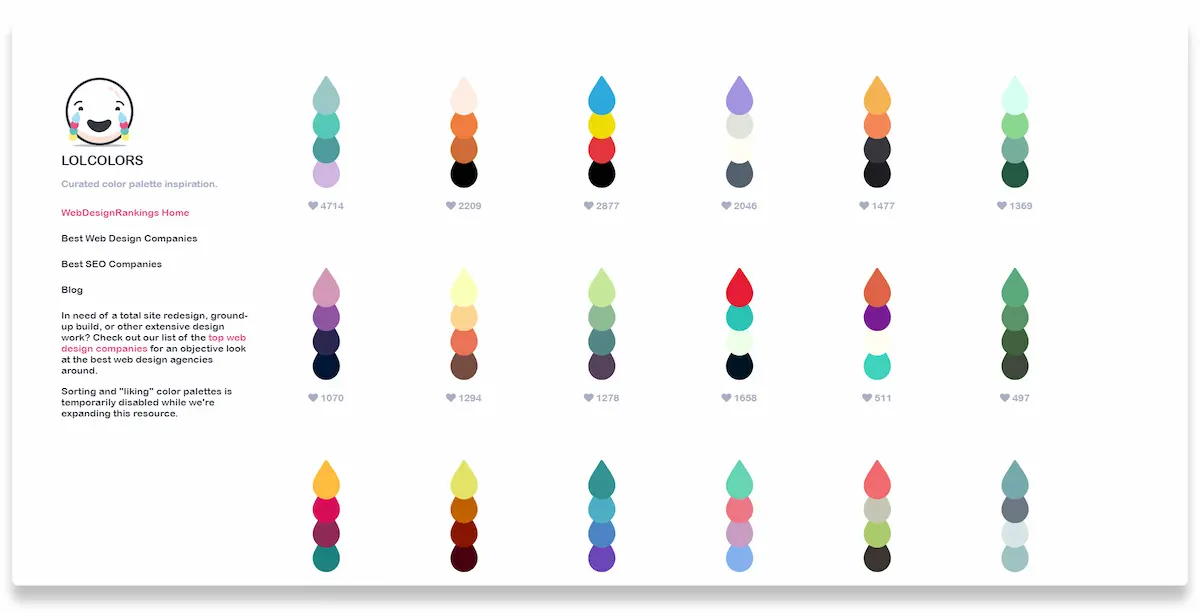 LOLCOLORS
Curated color palette inspiration.
WebDesignRankings Home
Best Web Design Companies
Best SEO Companies
Blog
In need of a total site redesign, ground-
up build, or other extensive design
work? Check out our list of the top web
design companies for an objective look
at the best web design agencies
around.
Sorting and "liking" color palettes is
temporarily disabled while we're
expanding this resource.
4714 2209 2877 2046 1477 1369
1070 1294 1278 1658 511 497